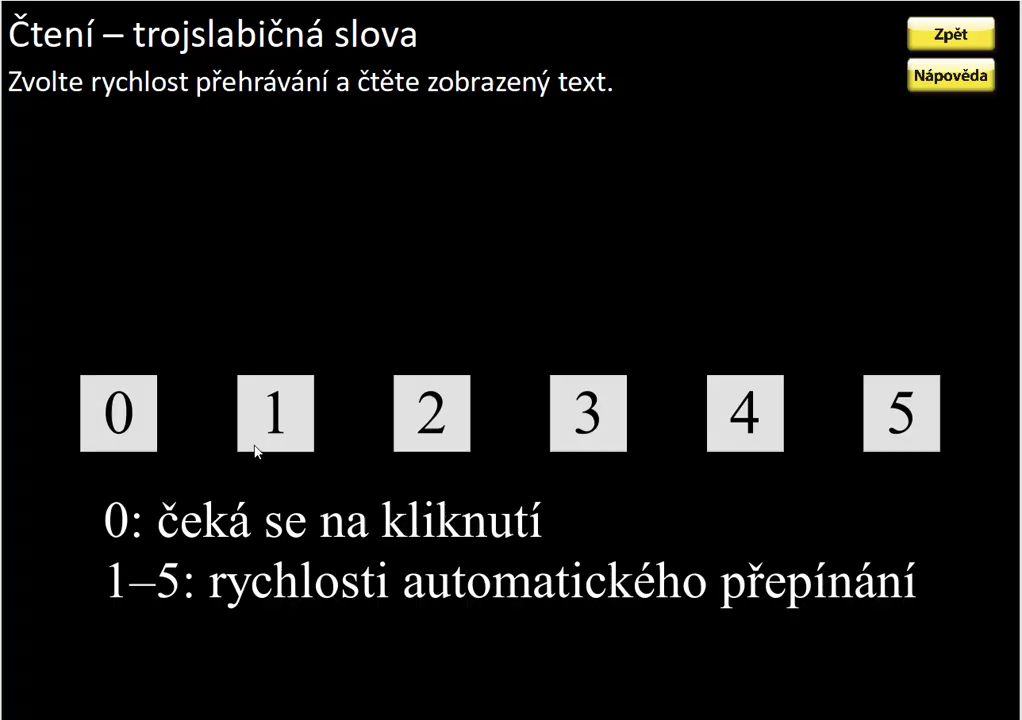 Čtení – trojslabičná slova
Zpět
Zvolte rychlost přehrávání a čtěte zobrazený text.
Nápověda
0 1 2 3 4 5
0: čeká se na kliknutí
1–5: rychlosti automatického přepínání